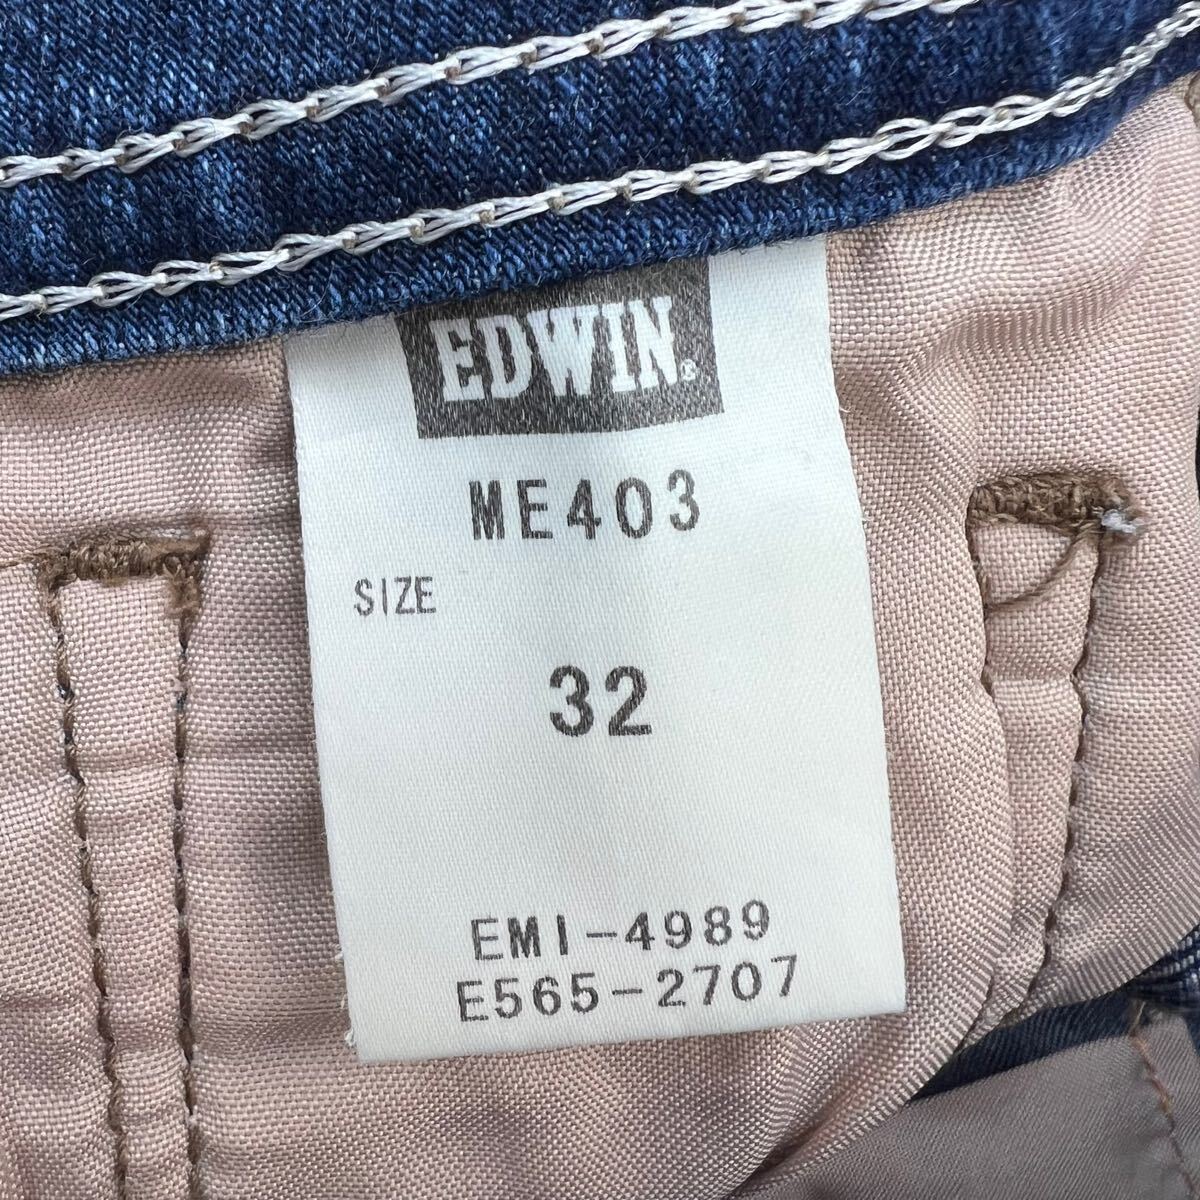 EDWIN®
ME403
SIZE
32
EMI-4989
E565-2707